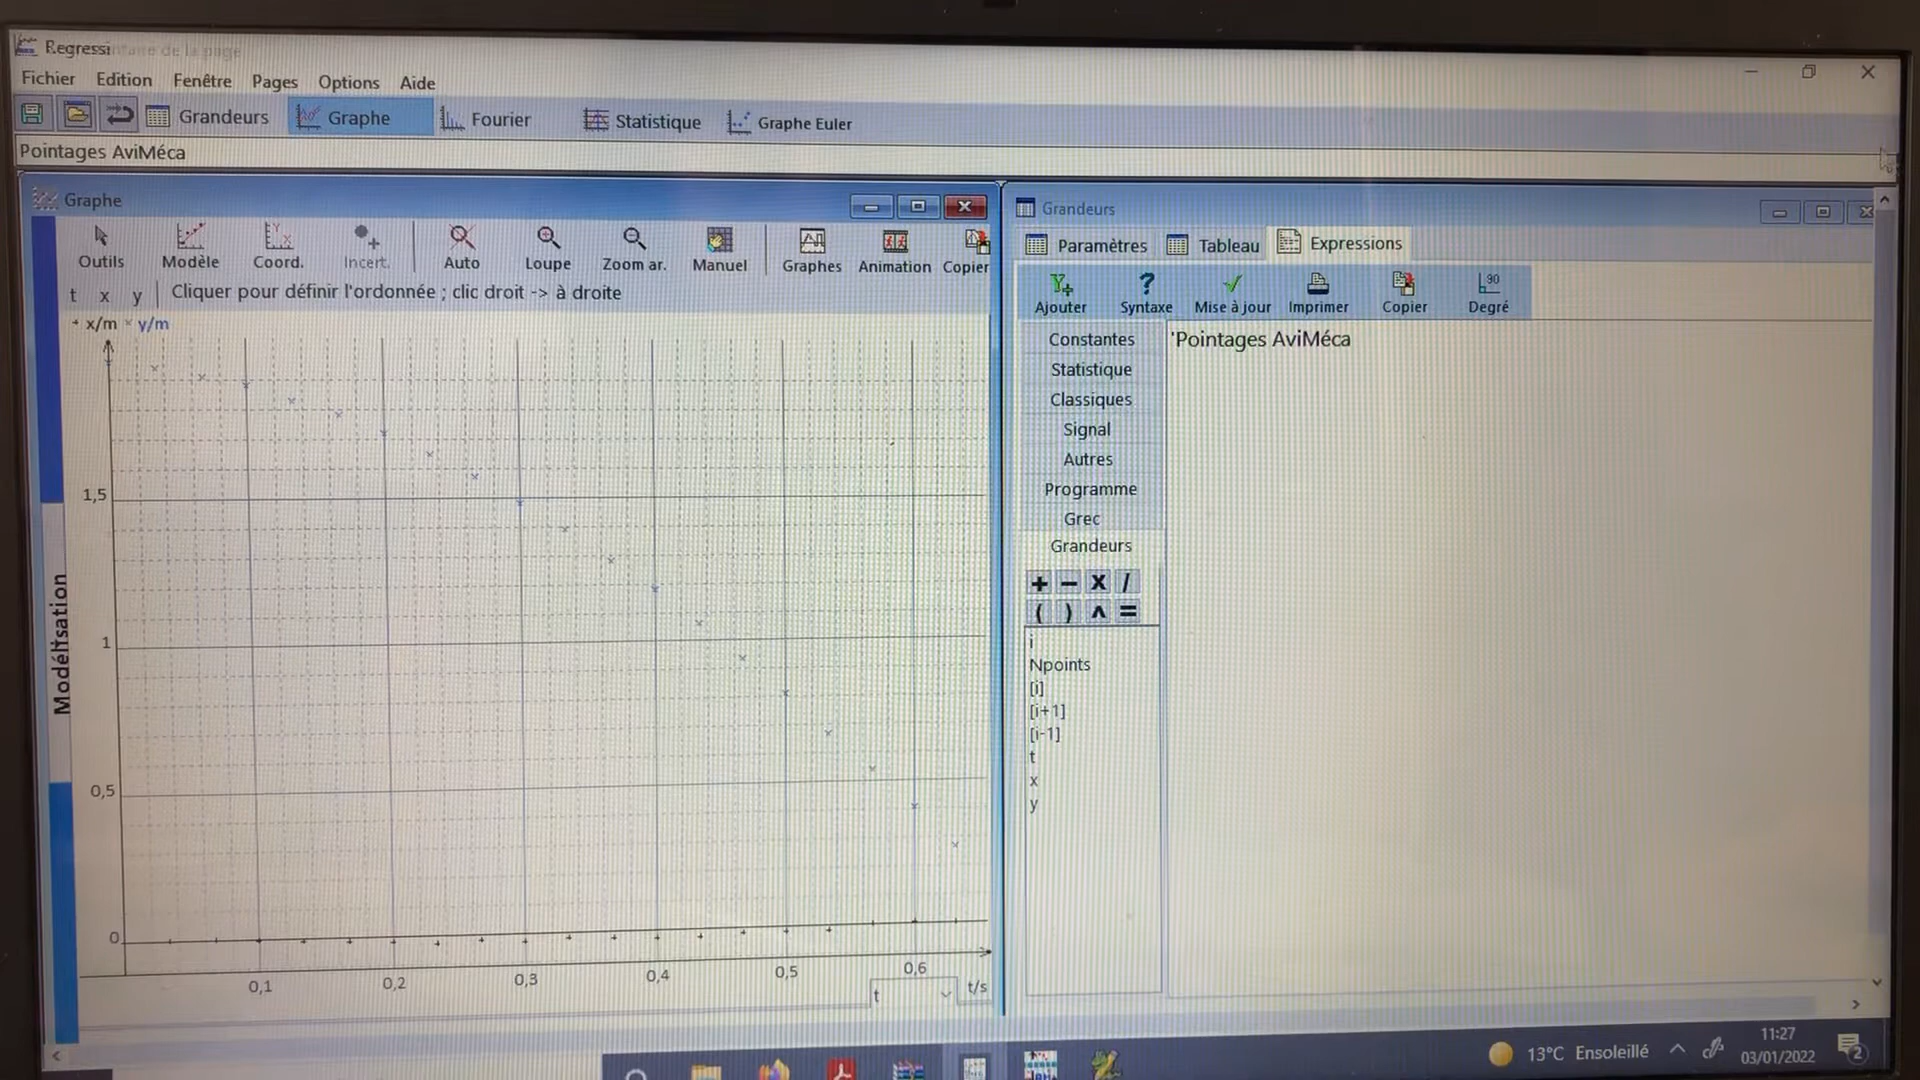 Regressi
Fichier Edition Fenêtre Pages Options Aide
Grandeurs Graphe Fourier Statistique Graphe Euler
Pointages AviMéca
Graphe
Outils Modèle Coord. Incert. Auto Loupe Zoom ar. Manuel Graphes Animation Copier
t x y Cliquer pour définir l'ordonnée ; clic droit -> à droite
x/m y/m
1,5
1
0,5
0
0,1 0,2 0,3 0,4 0,5 0,6
t
t/s
Modélisation
Grandeurs
Paramètres Tableau Expressions
Ajouter Syntaxe Mise à jour Imprimer Copier 90 Degré
Constantes
Statistique
Classiques
Signal
Autres
Programme
Grec
Grandeurs
+ − X /
( ) ^ =
i
Npoints
[i]
[i+1]
[i-1]
t
x
y
'Pointages AviMéca
13°C Ensoleillé
11:27
03/01/2022
2